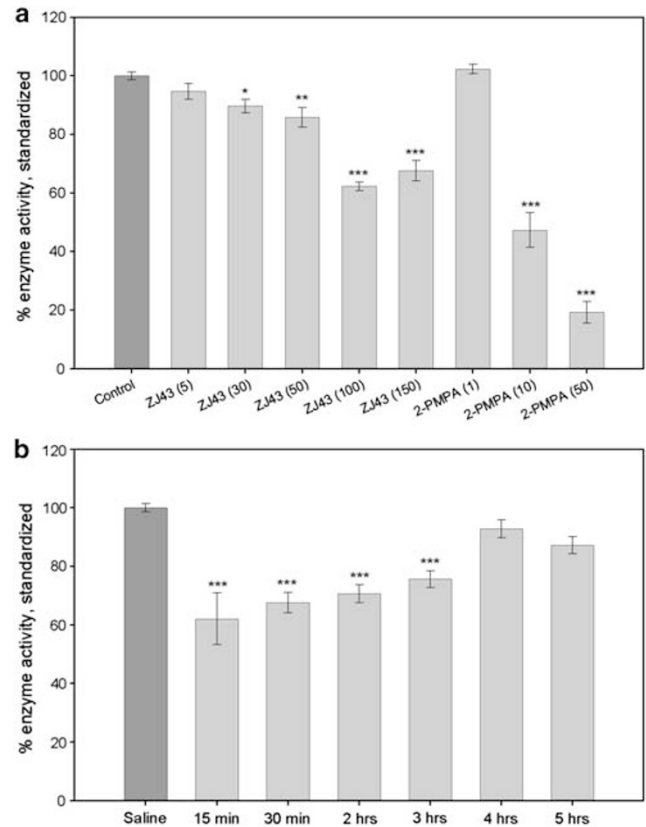 a
120
100
80
60
40
20
0
% enzyme activity, standardized
*
**
***
***
***
***
Control
ZJ43 (5)
ZJ43 (30)
ZJ43 (50)
ZJ43 (100)
ZJ43 (150)
2-PMPA (1)
2-PMPA (10)
2-PMPA (50)
b
120
100
80
60
40
20
0
% enzyme activity, standardized
***
***
***
***
Saline
15 min
30 min
2 hrs
3 hrs
4 hrs
5 hrs